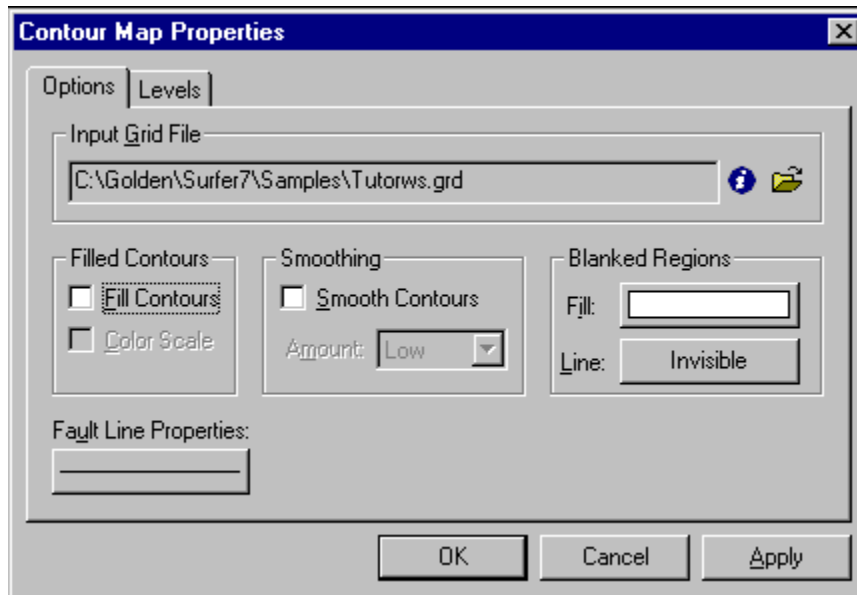 Contour Map Properties
Options Levels
Input Grid File
C:\Golden\Surfer7\Samples\Tutorws.grd
Filled Contours
Fill Contours
Color Scale
Smoothing
Smooth Contours
Amount: Low
Blanked Regions
Fill:
Line: Invisible
Fault Line Properties:
OK Cancel Apply